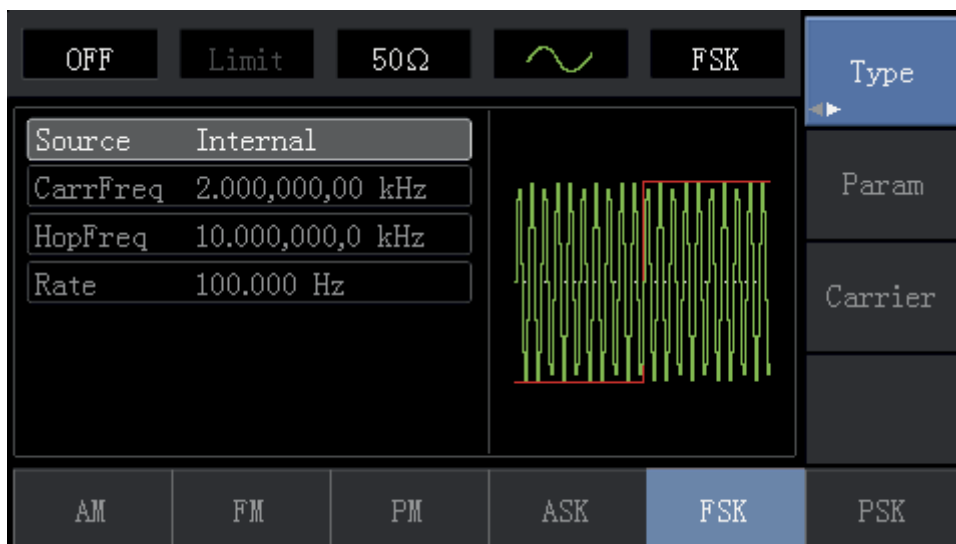 OFF Limit 50Ω FSK
Type
Source Internal
CarrFreq 2.000,000,00 kHz
HopFreq 10.000,000,0 kHz
Rate 100.000 Hz
Param
Carrier
AM FM PM ASK FSK PSK